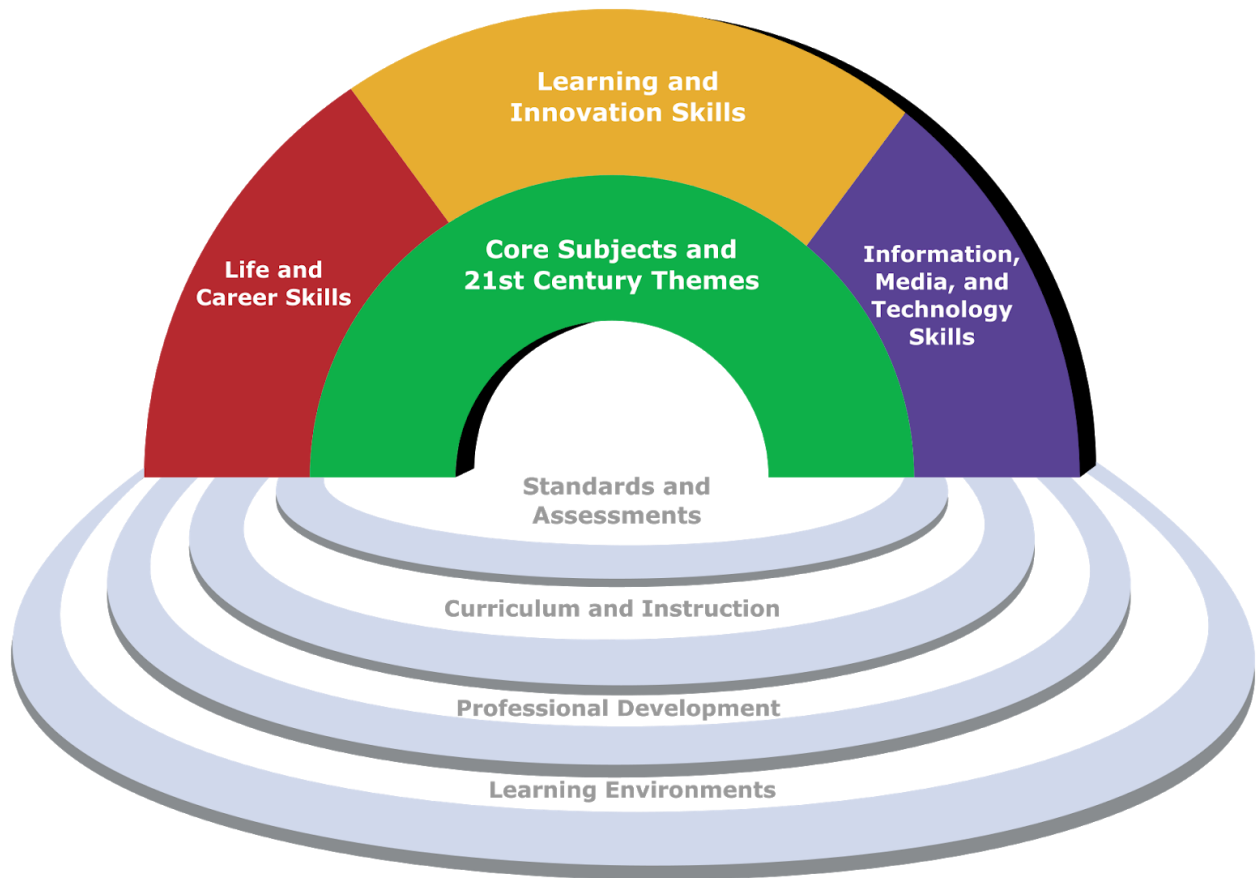 Learning and
Innovation Skills
Core Subjects and
21st Century Themes
Life and
Career Skills
Information,
Media, and
Technology
Skills
Standards and
Assessments
Curriculum and Instruction
Professional Development
Learning Environments